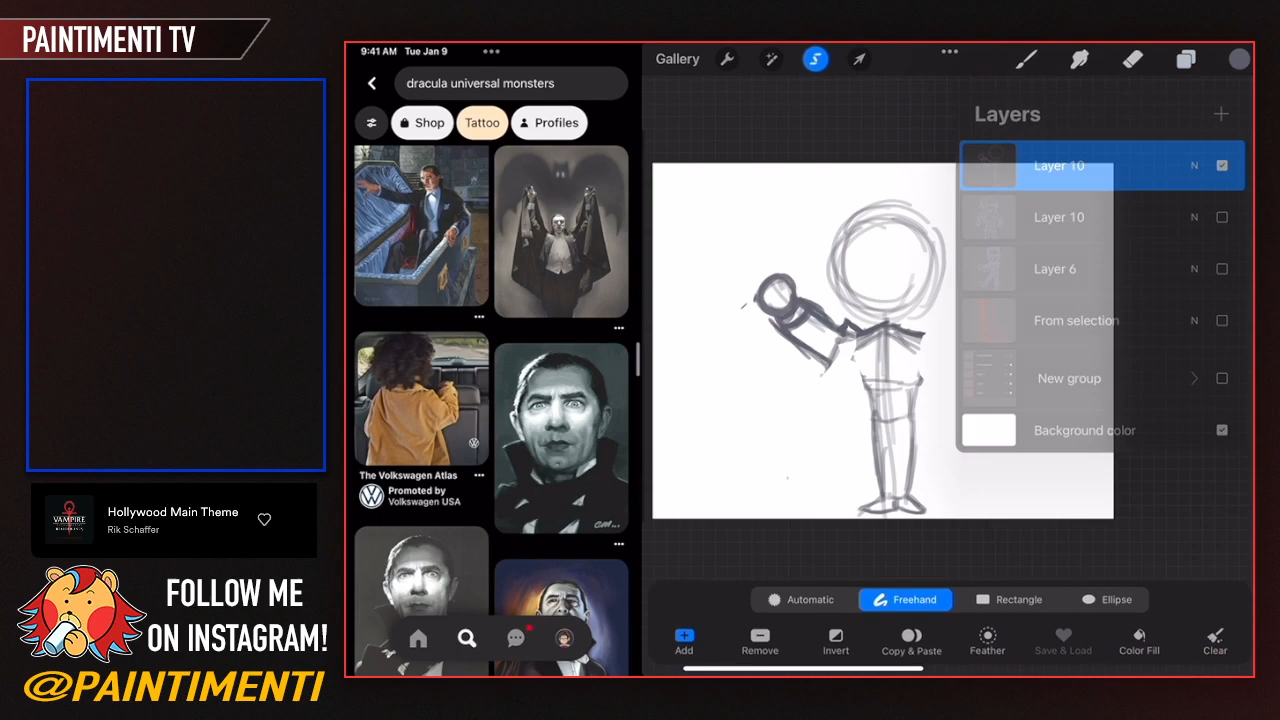 PAINTIMENTI TV
9:41 AM Tue Jan 9
dracula universal monsters
Shop
Tattoo
Profiles
The Volkswagen Atlas
Promoted by
Volkswagen USA
CM...
Gallery
S
Layers
Layer 10 N
Layer 10 N
Layer 6 N
From selection N
New group
Background color
Automatic
Freehand
Rectangle
Ellipse
Add
Remove
Invert
Copy & Paste
Feather
Save & Load
Color Fill
Clear
VAMPIRE
Hollywood Main Theme
Rik Schaffer
FOLLOW ME
ON INSTAGRAM!
@PAINTIMENTI